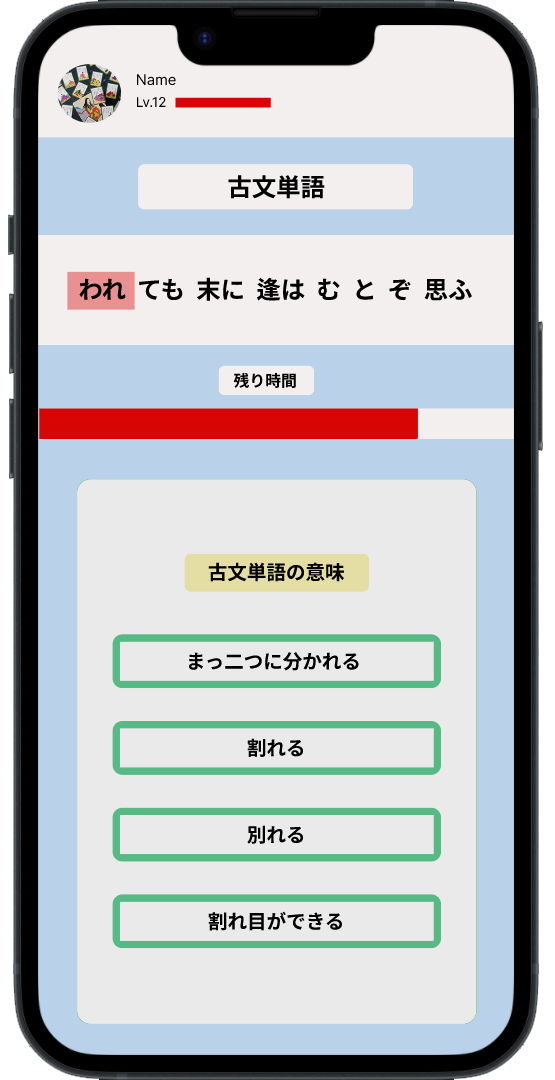 Name
Lv.12
古文単語
われ ても 末に 逢は む と ぞ 思ふ
残り時間
古文単語の意味
まっ二つに分かれる
割れる
別れる
割れ目ができる